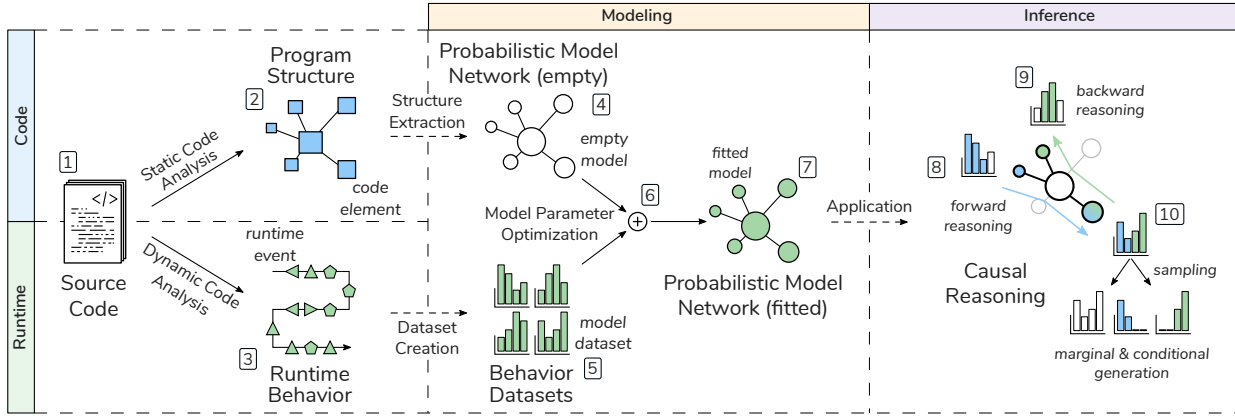 Modeling
Inference
Code
Runtime
1
</>
Source
Code
Static Code
Analysis
Dynamic Code
Analysis
Program
Structure
2
code
element
runtime
event
3
Runtime
Behavior
Structure
Extraction
Dataset
Creation
Probabilistic Model
Network (empty)
4
empty
model
Model Parameter
Optimization
6
model
dataset
5
Behavior
Datasets
fitted
model
7
Probabilistic Model
Network (fitted)
Application
9
backward
reasoning
8
forward
reasoning
10
Causal
Reasoning
sampling
marginal & conditional
generation